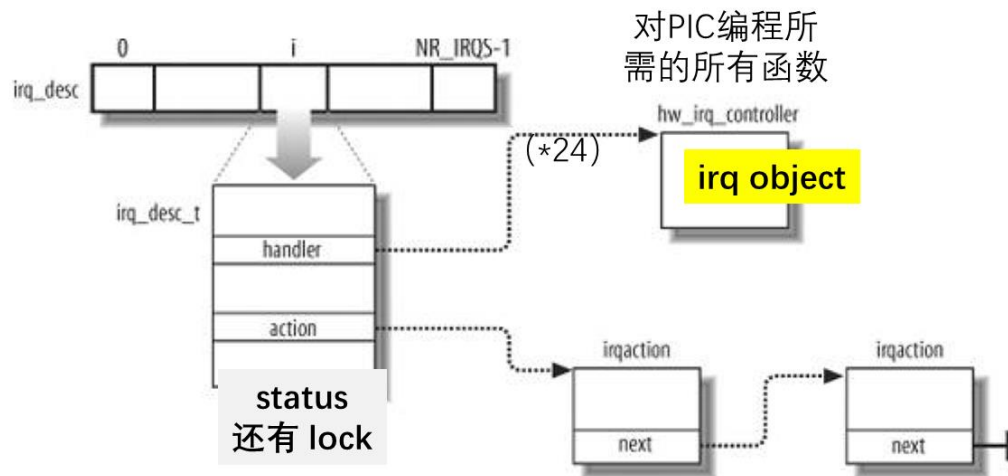 0 i NR_IRQS-1
irq_desc
对PIC编程所
需的所有函数
hw_irq_controller
(*24)
irq object
irq_desc_t
handler
action
status
还有 lock
irqaction
next
irqaction
next